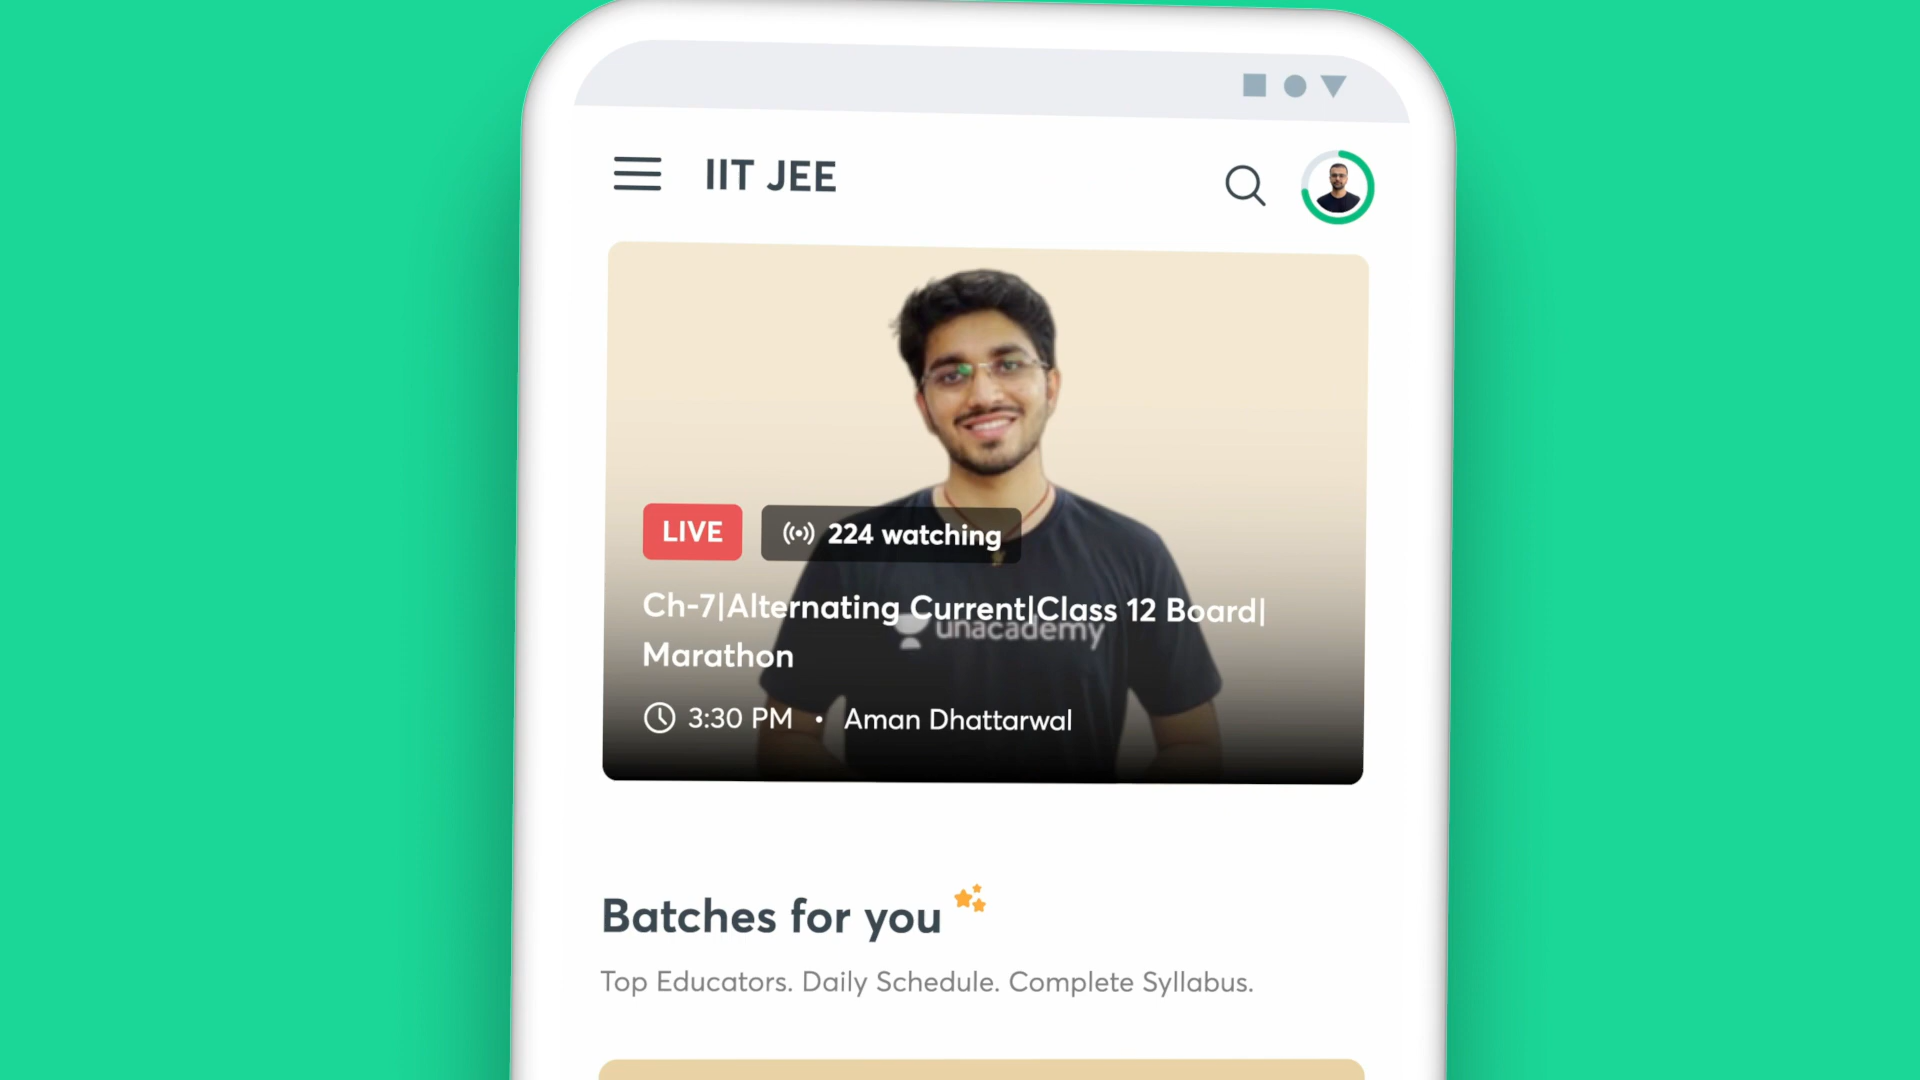 IIT JEE
LIVE
224 watching
Ch-7|Alternating Current|Class 12 Board|
Marathon
unacademy
3:30 PM • Aman Dhattarwal
Batches for you
Top Educators. Daily Schedule. Complete Syllabus.